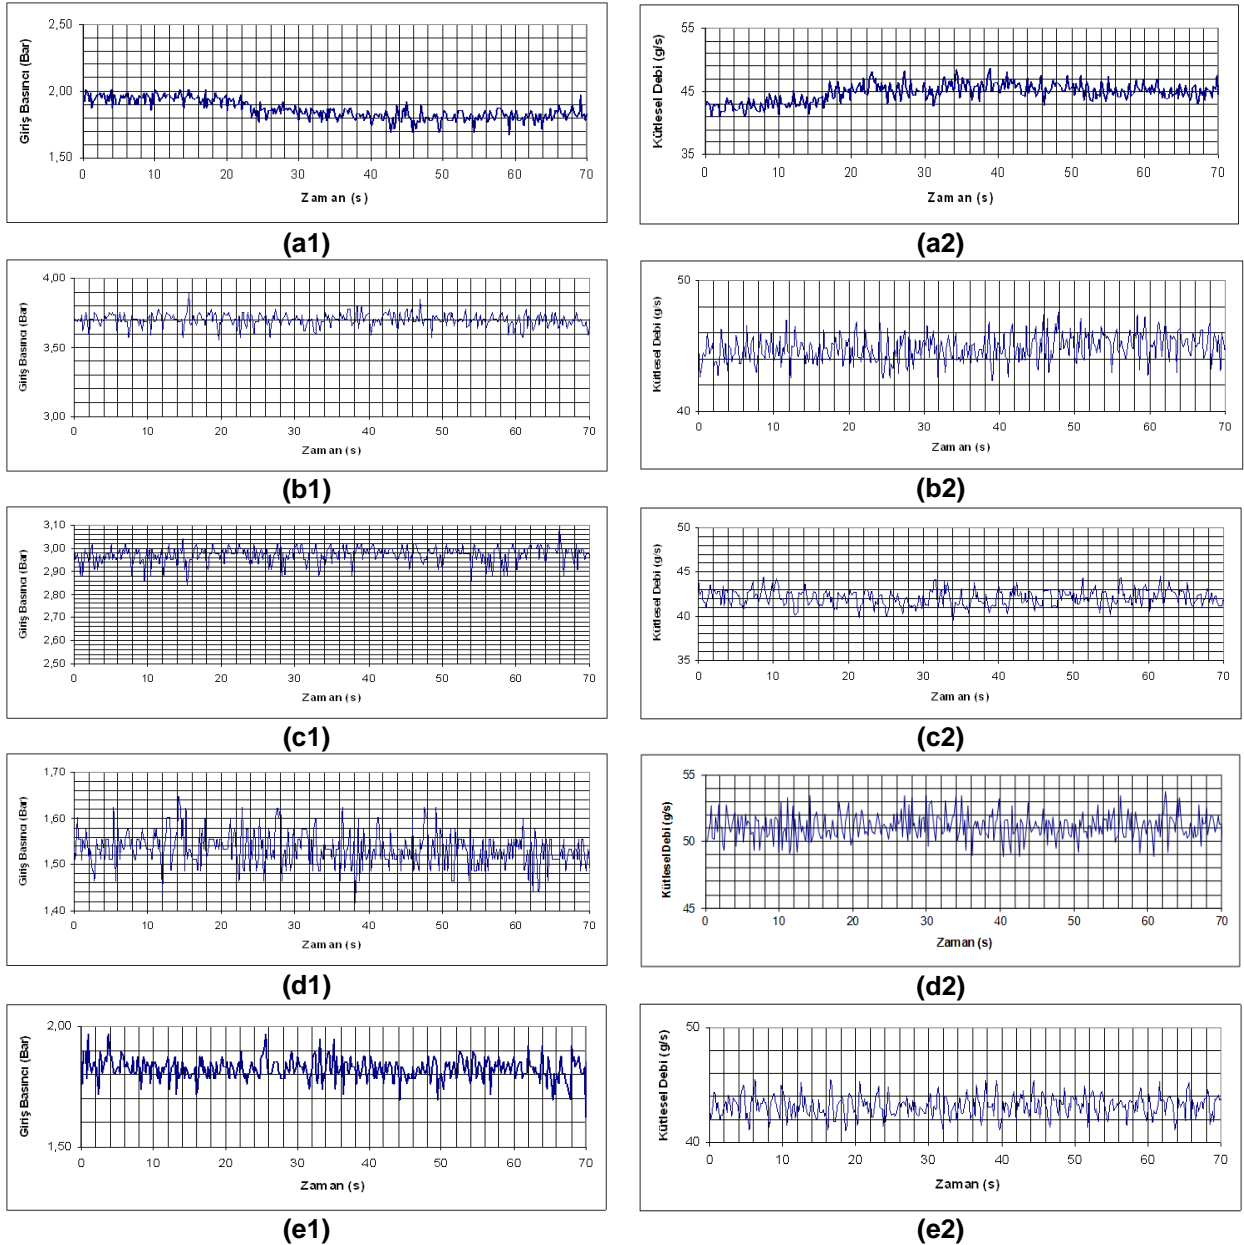 2,50
2,00
1,50
Giriş Basıncı (Bar)
0 10 20 30 40 50 60 70
Zaman (s)
(a1)
55
45
35
Kütlesel Debi (g/s)
0 10 20 30 40 50 60 70
Zaman (s)
(a2)
4,00
3,50
3,00
Giriş Basıncı (Bar)
0 10 20 30 40 50 60 70
Zaman (s)
(b1)
50
40
Kütlesel Debi (g/s)
0 10 20 30 40 50 60 70
Zaman (s)
(b2)
3,10
3,00
2,90
2,80
2,70
2,60
2,50
Giriş Basıncı (Bar)
0 10 20 30 40 50 60 70
Zaman (s)
(c1)
50
45
40
35
Kütlesel Debi (g/s)
0 10 20 30 40 50 60 70
Zaman (s)
(c2)
1,70
1,60
1,50
1,40
Giriş Basıncı (Bar)
0 10 20 30 40 50 60 70
Zaman (s)
(d1)
55
50
45
Kütlesel Debi (g/s)
0 10 20 30 40 50 60 70
Zaman (s)
(d2)
2,00
1,50
Giriş Basıncı (Bar)
0 10 20 30 40 50 60 70
Zaman (s)
(e1)
50
40
Kütlesel Debi (g/s)
0 10 20 30 40 50 60 70
Zaman (s)
(e2)